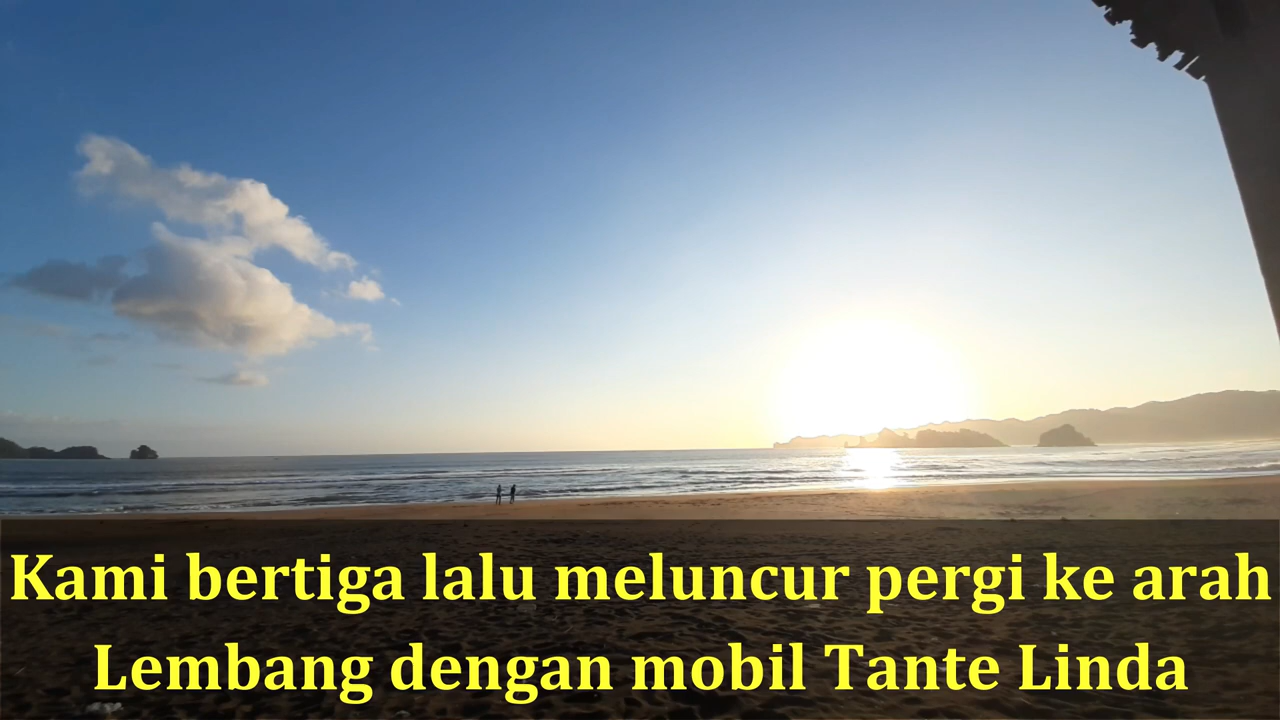 Kami bertiga lalu meluncur pergi ke arah
Lembang dengan mobil Tante Linda